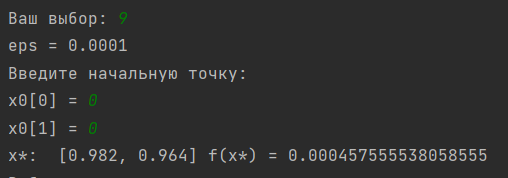 Ваш выбор: 9
eps = 0.0001
Введите начальную точку:
x0[0] = 0
x0[1] = 0
x*:  [0.982, 0.964] f(x*) = 0.000457555538058555